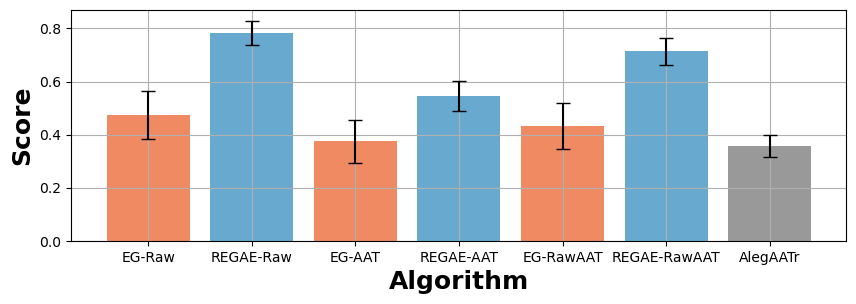 Score
0.8
0.6
0.4
0.2
0.0
EG-Raw REGAE-Raw EG-AAT REGAE-AAT EG-RawAAT REGAE-RawAAT AlegAATr
Algorithm